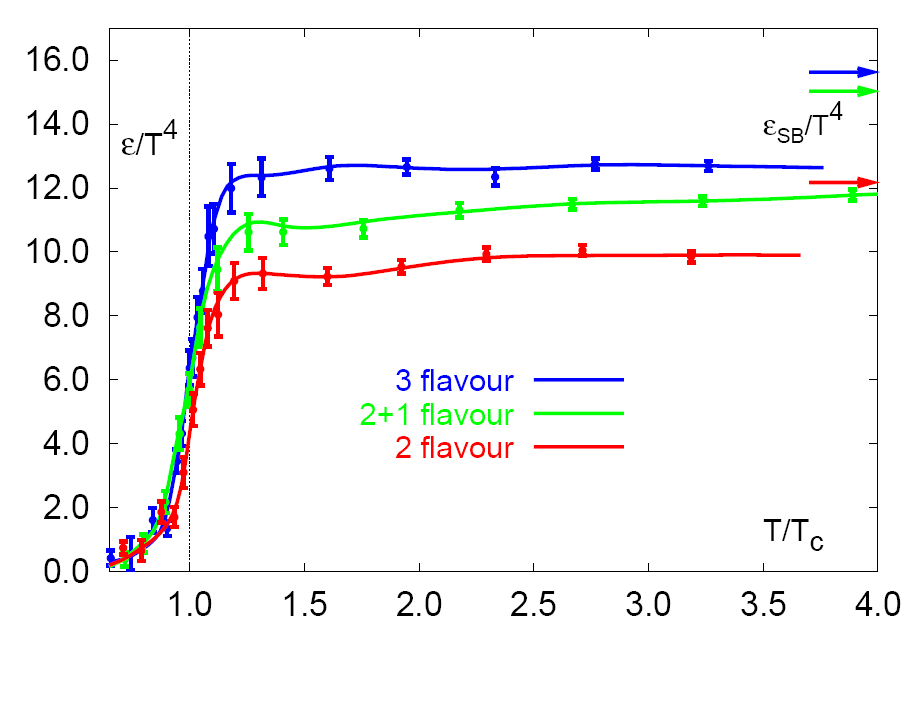 16.0
14.0
12.0
10.0
8.0
6.0
4.0
2.0
0.0
ε/T⁴
ε_SB/T⁴
3 flavour
2+1 flavour
2 flavour
T/T_c
1.0 1.5 2.0 2.5 3.0 3.5 4.0